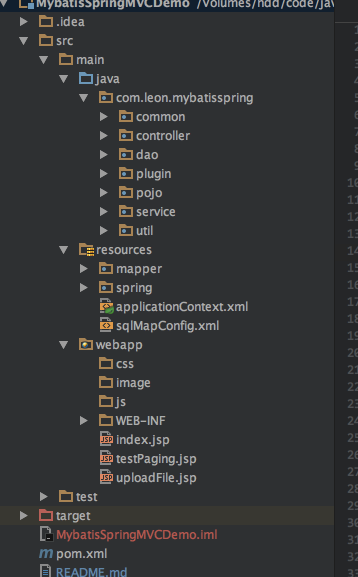 MybatisSpringMVCDemo /Volumes/hdd/code/jav
.idea
src
main
java
com.leon.mybatisspring
common
controller
dao
plugin
pojo
service
util
resources
mapper
spring
applicationContext.xml
sqlMapConfig.xml
webapp
css
image
js
WEB-INF
index.jsp
testPaging.jsp
uploadFile.jsp
test
target
MybatisSpringMVCDemo.iml
pom.xml
README.md